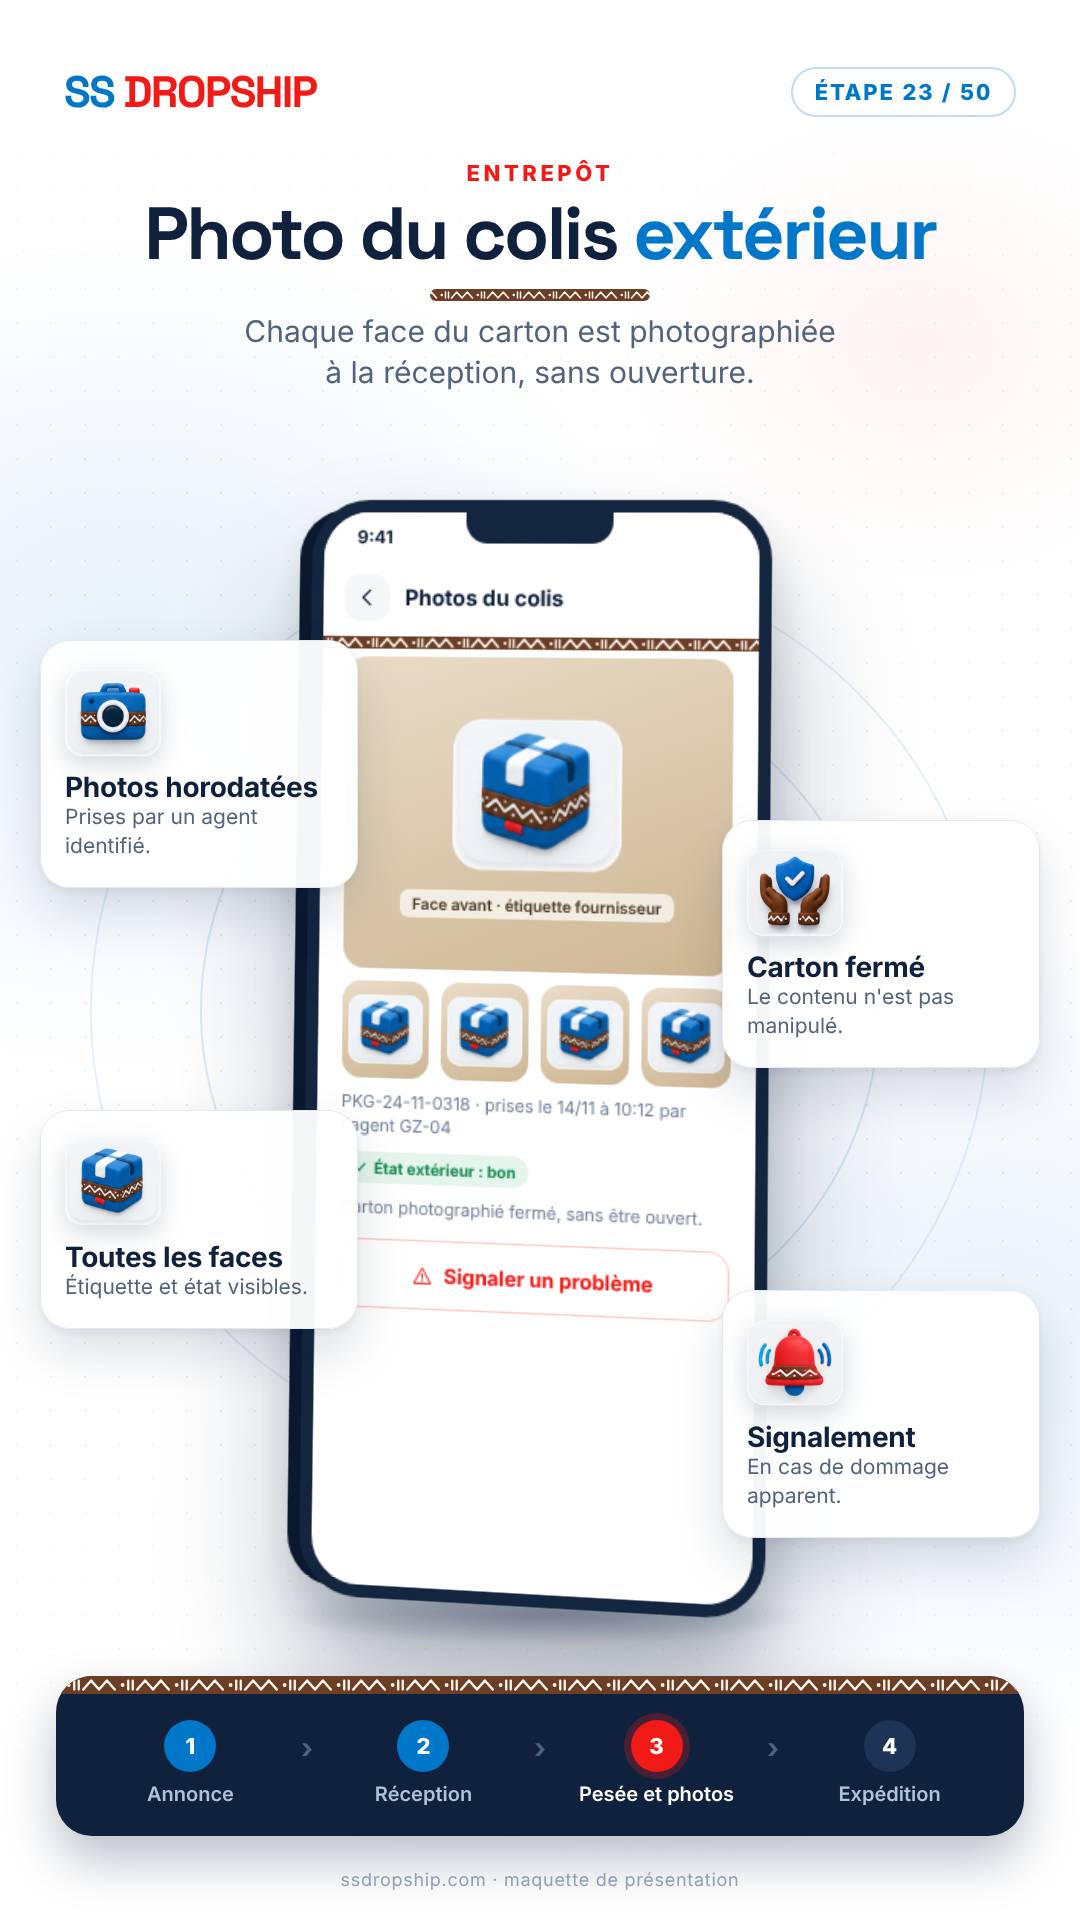 SS DROPSHIP
ÉTAPE 23 / 50
ENTREPÔT
Photo du colis extérieur
Chaque face du carton est photographiée
à la réception, sans ouverture.
9:41
Photos du colis
Photos horodatées
Prises par un agent
identifié.
Face avant · étiquette fournisseur
Carton fermé
Le contenu n'est pas
manipulé.
PKG-24-11-0318 · prises le 14/11 à 10:12 par
agent GZ-04
✓ État extérieur : bon
carton photographié fermé, sans être ouvert.
Signaler un problème
Toutes les faces
Étiquette et état visibles.
Signalement
En cas de dommage
apparent.
1
Annonce
›
2
Réception
›
3
Pesée et photos
›
4
Expédition
ssdropship.com · maquette de présentation